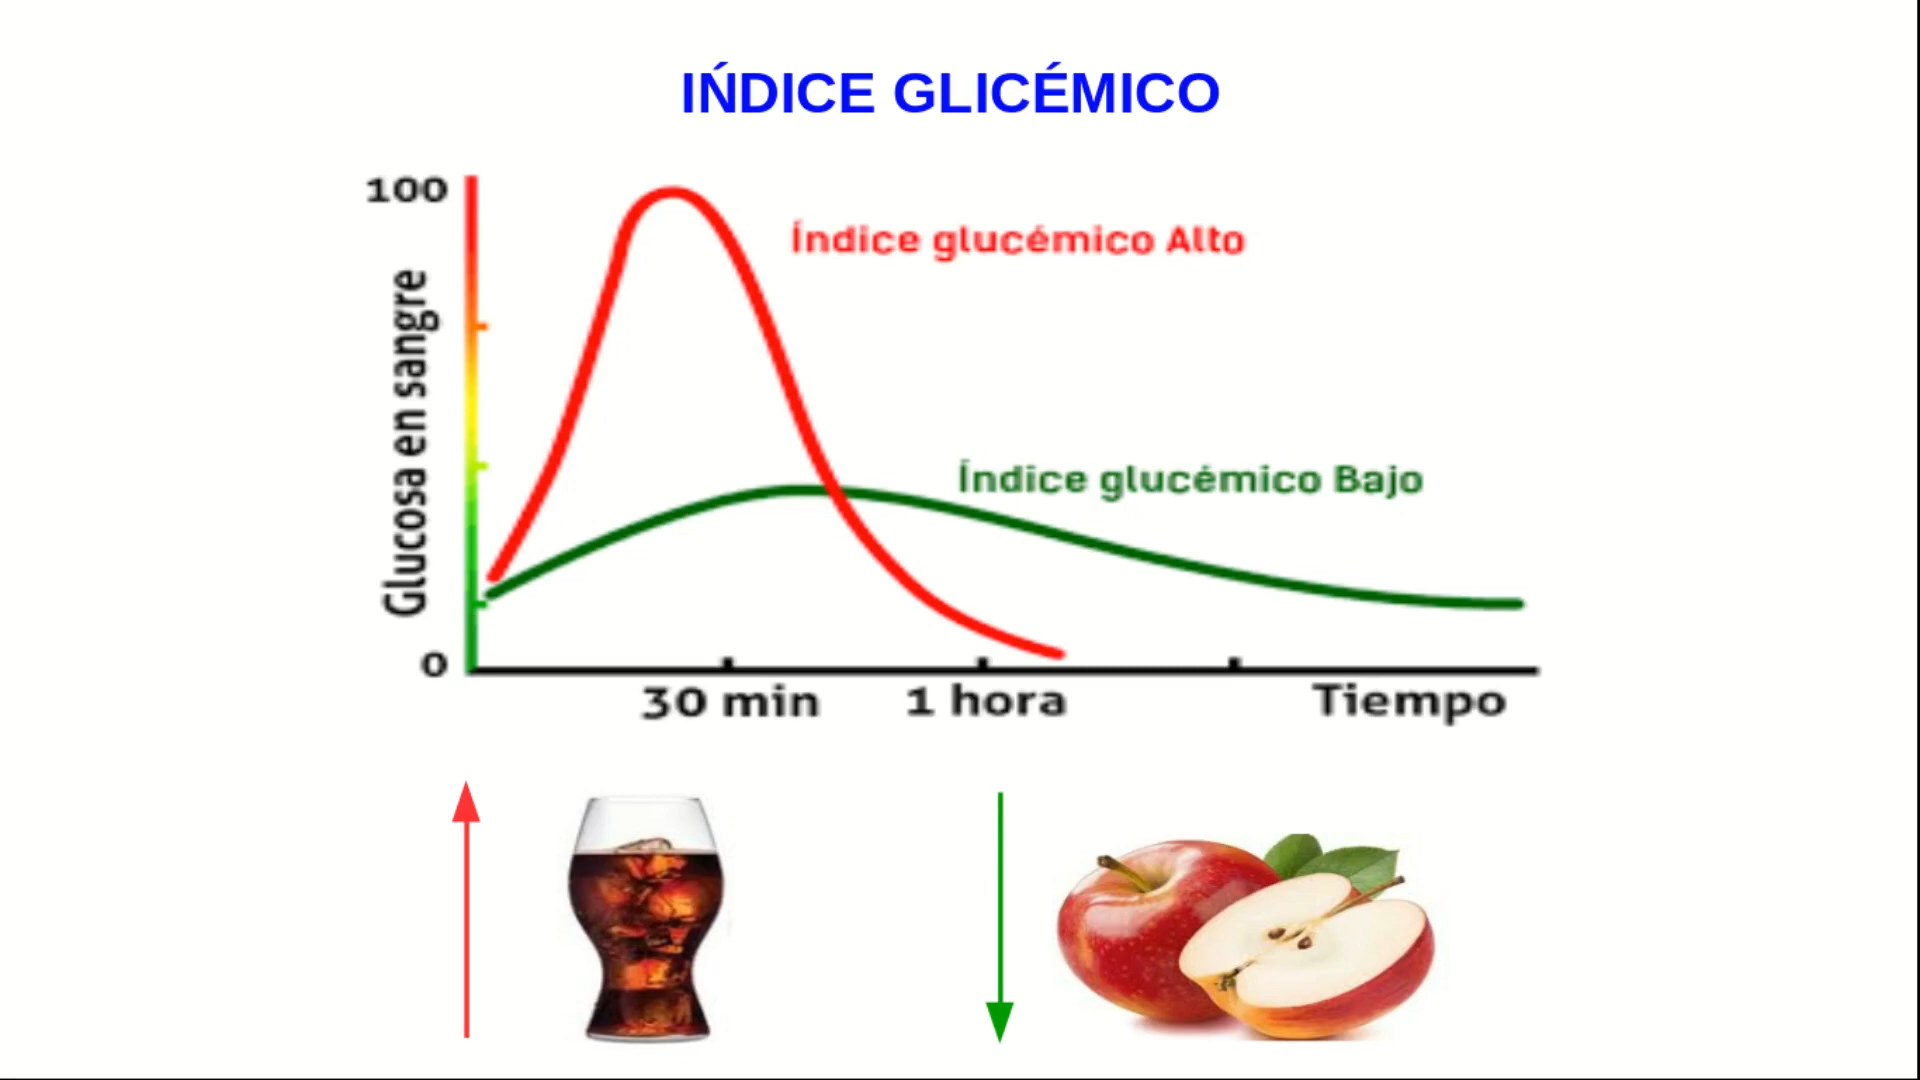 IŃDICE GLICÉMICO
100
Índice glucémico Alto
Glucosa en sangre
Índice glucémico Bajo
0
30 min
1 hora
Tiempo